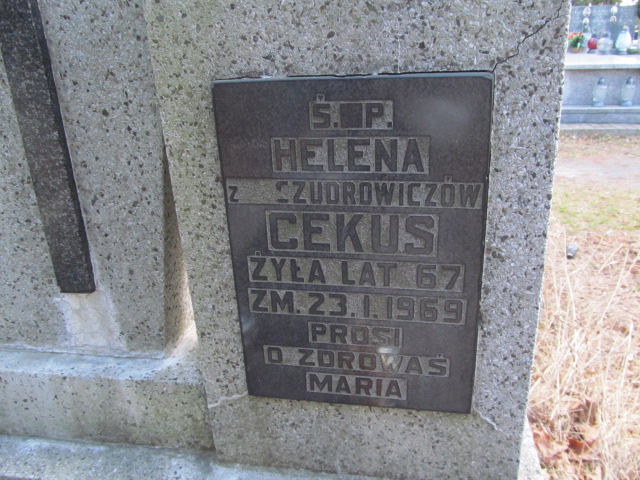 Ś. P.
HELENA
z SZUDROWICZÓW
CEKUS
ŻYŁA LAT 67
ZM. 23. I. 1969
PROSI
O ZDROWAŚ
MARIA